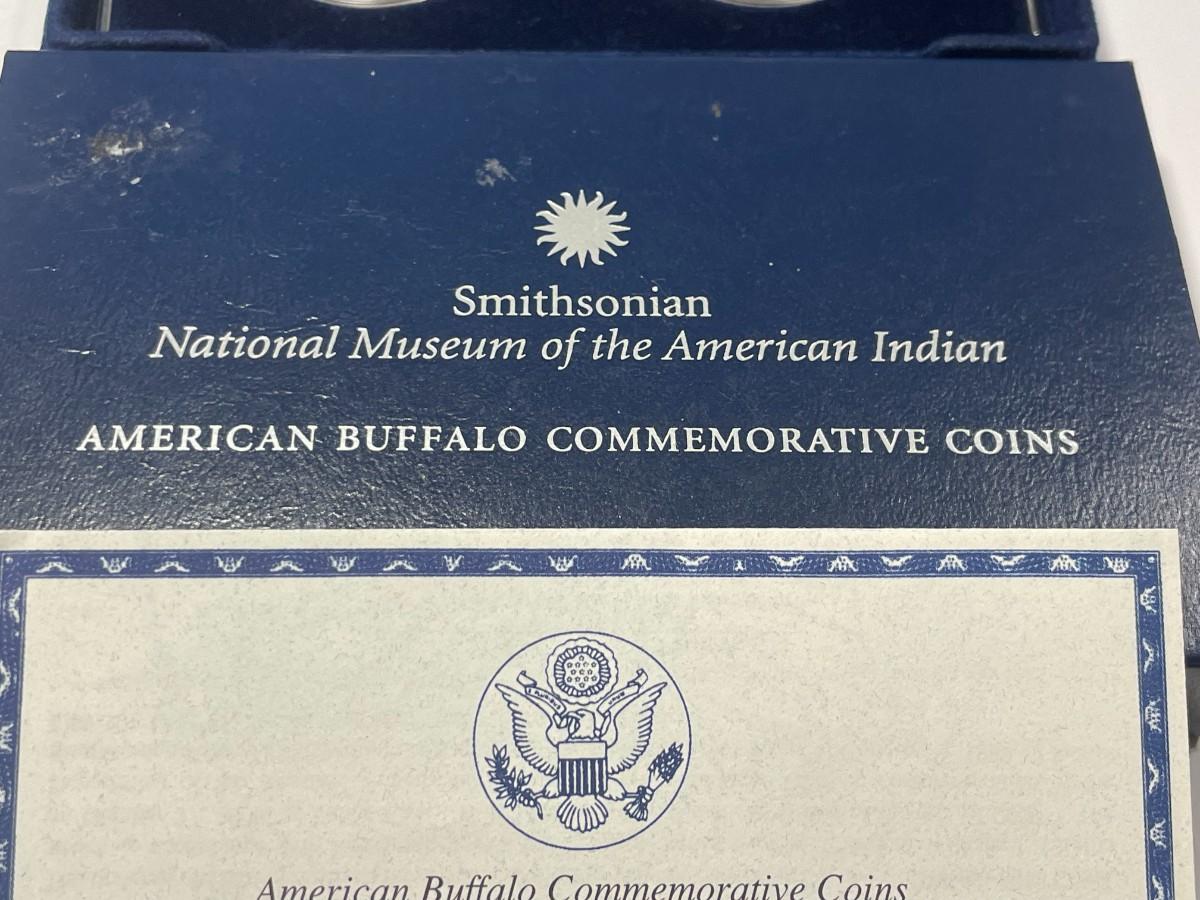 Smithsonian
National Museum of the American Indian
AMERICAN BUFFALO COMMEMORATIVE COINS
American Buffalo Commemorative Coins